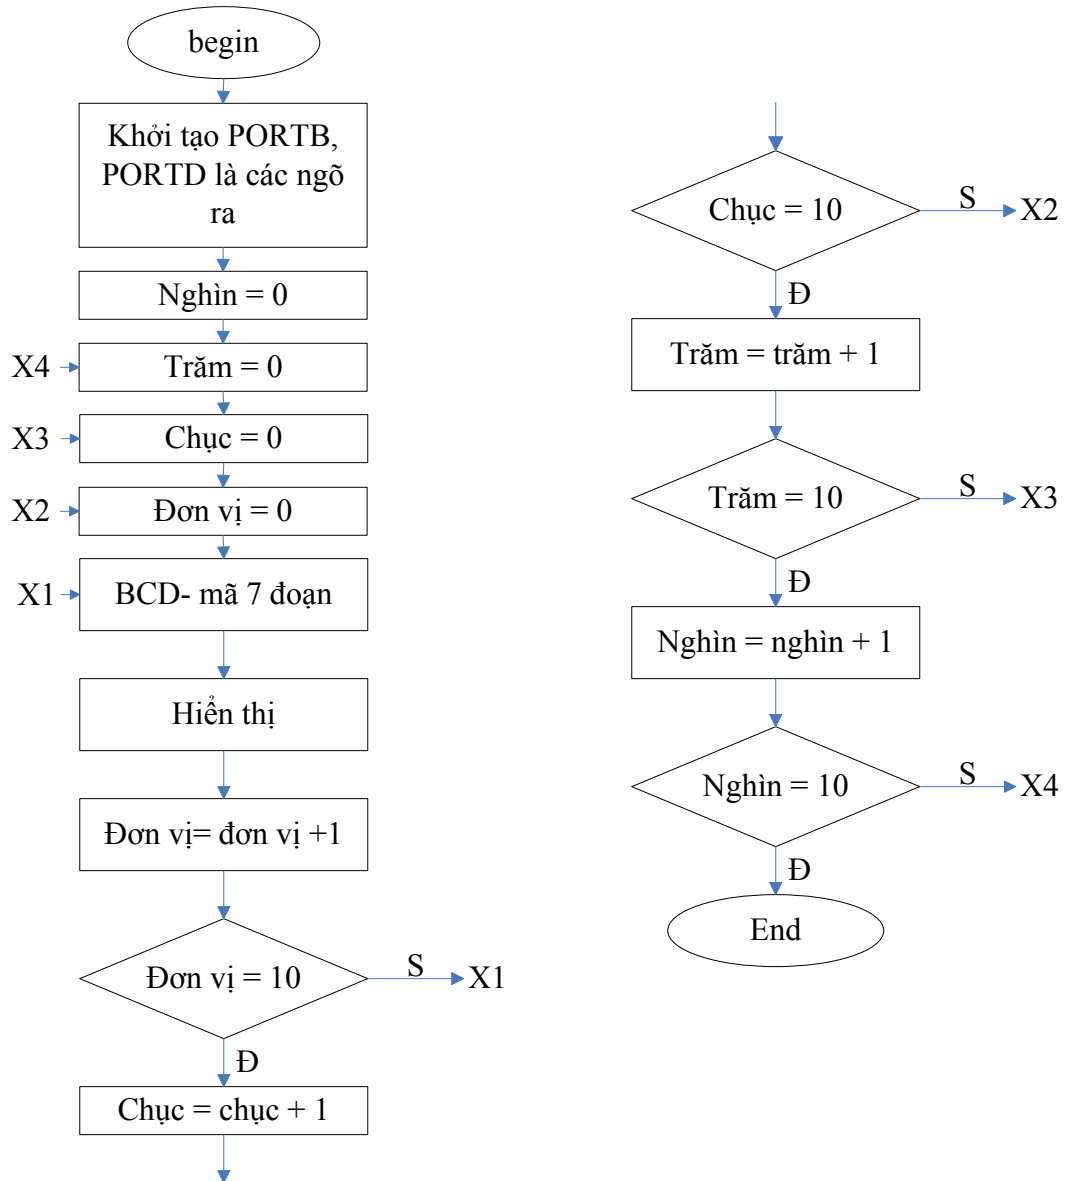 begin
Khởi tạo PORTB,
PORTD là các ngõ
ra
Nghìn = 0
X4
Trăm = 0
X3
Chục = 0
X2
Đơn vị = 0
X1
BCD- mã 7 đoạn
Hiển thị
Đơn vị= đơn vị +1
Đơn vị = 10
S
X1
Đ
Chục = chục + 1
Chục = 10
S
X2
Đ
Trăm = trăm + 1
Trăm = 10
S
X3
Đ
Nghìn = nghìn + 1
Nghìn = 10
S
X4
Đ
End